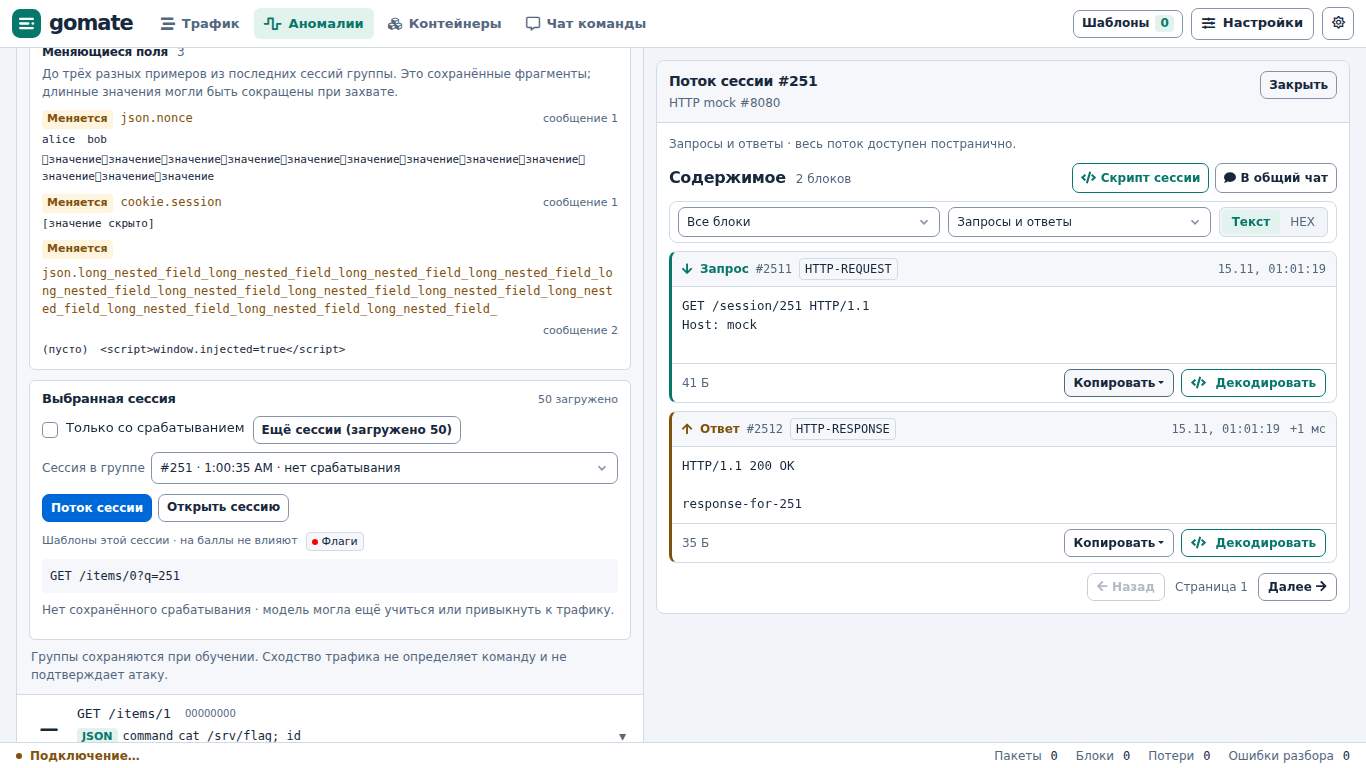 gomate Трафик Аномалии Контейнеры Чат команды Шаблоны 0 Настройки
Меняющиеся поля 3
До трёх разных примеров из последних сессий группы. Это сохранённые фрагменты;
длинные значения могли быть сокращены при захвате.
Меняется json.nonce сообщение 1
alice bob
▯значение▯значение▯значение▯значение▯значение▯значение▯значение▯значение▯значение▯
значение▯значение▯значение
Меняется cookie.session сообщение 1
[значение скрыто]
Меняется
json.long_nested_field_long_nested_field_long_nested_field_long_nested_field_lo
ng_nested_field_long_nested_field_long_nested_field_long_nested_field_long_nest
ed_field_long_nested_field_long_nested_field_long_nested_field_
сообщение 2
(пусто) <script>window.injected=true</script>
Выбранная сессия 50 загружено
Только со срабатыванием Ещё сессии (загружено 50)
Сессия в группе #251 · 1:00:35 AM · нет срабатывания
Поток сессии Открыть сессию
Шаблоны этой сессии · на баллы не влияют Флаги
GET /items/0?q=251
Нет сохранённого срабатывания · модель могла ещё учиться или привыкнуть к трафику.
Группы сохраняются при обучении. Сходство трафика не определяет команду и не
подтверждает атаку.
— GET /items/1 00000000
JSON command cat /srv/flag; id ▼
Поток сессии #251 Закрыть
HTTP mock #8080
Запросы и ответы · весь поток доступен постранично.
Содержимое 2 блоков Скрипт сессии В общий чат
Все блоки Запросы и ответы Текст HEX
Запрос #2511 HTTP-REQUEST 15.11, 01:01:19
GET /session/251 HTTP/1.1
Host: mock
41 Б Копировать Декодировать
Ответ #2512 HTTP-RESPONSE 15.11, 01:01:19 +1 мс
HTTP/1.1 200 OK
response-for-251
35 Б Копировать Декодировать
Назад Страница 1 Далее
Подключение… Пакеты 0 Блоки 0 Потери 0 Ошибки разбора 0